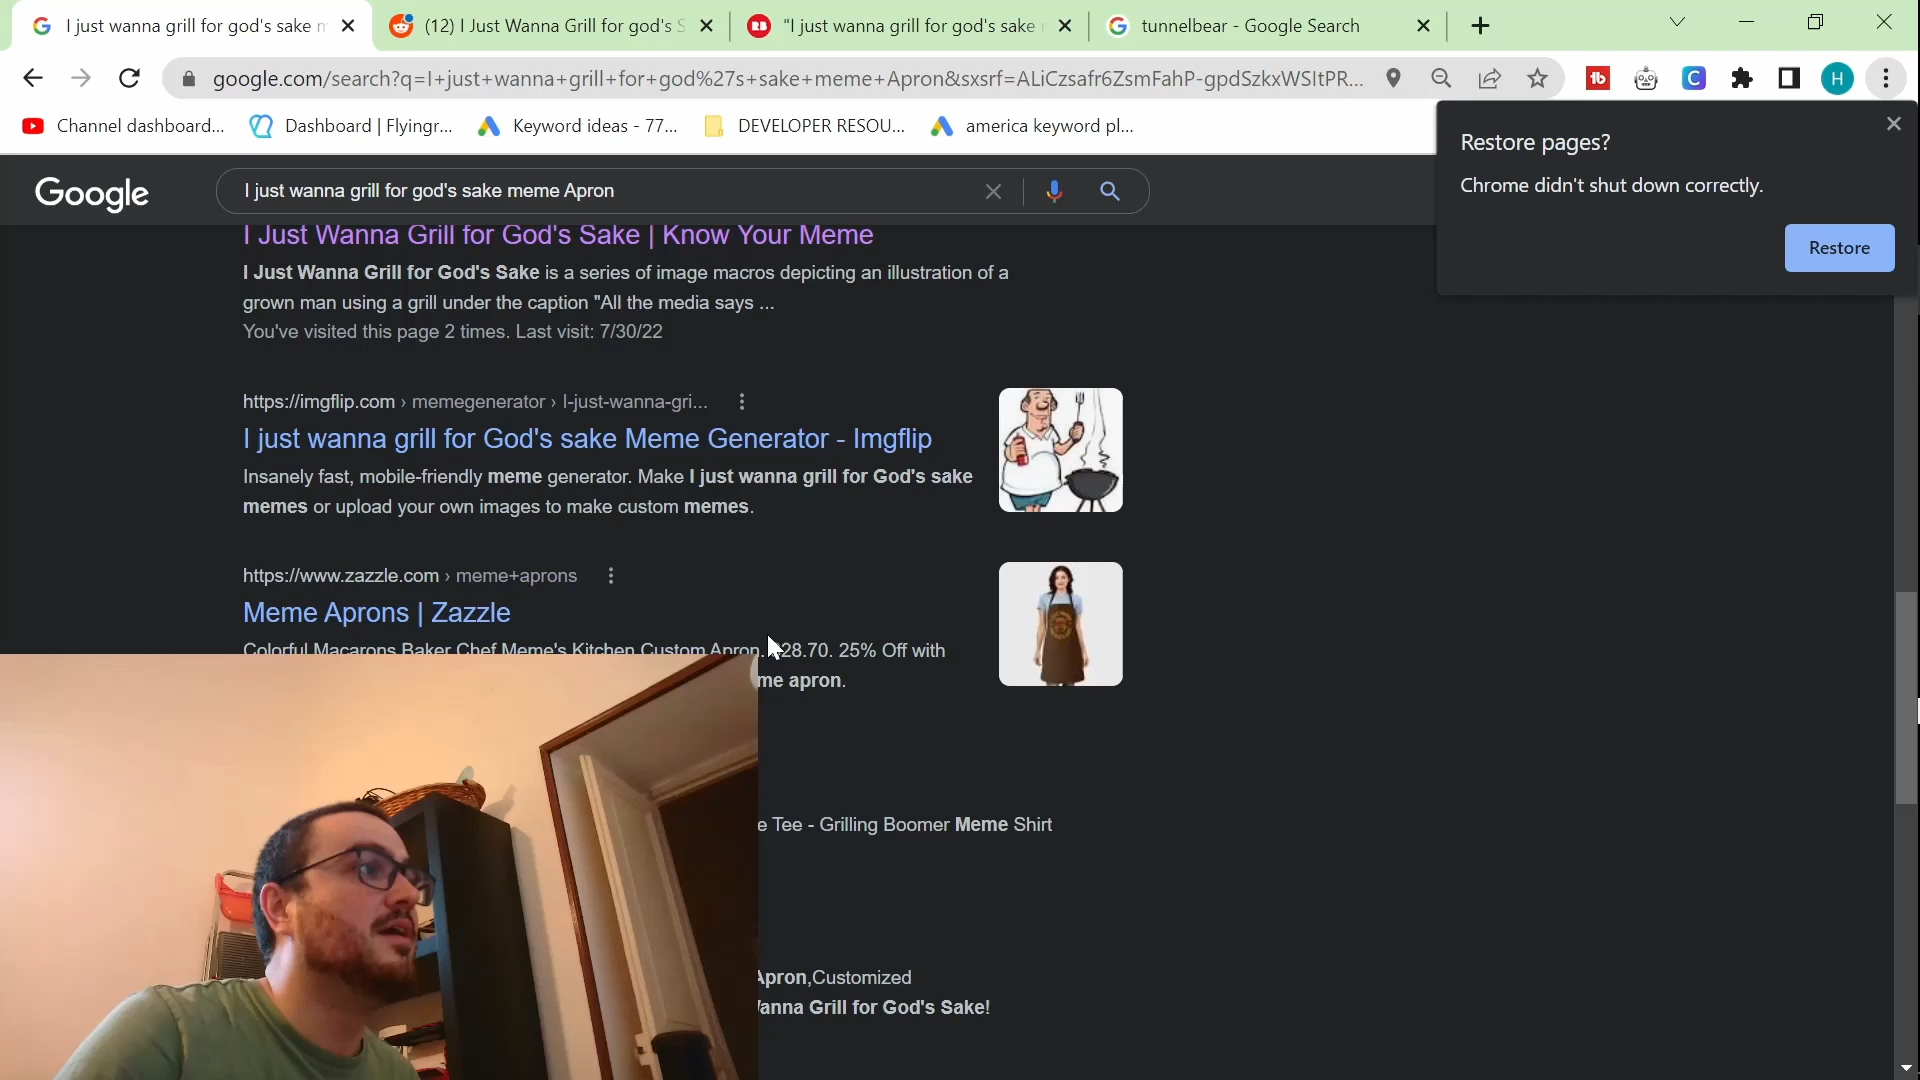 I just wanna grill for god's sake m
(12) I Just Wanna Grill for god's S
"I just wanna grill for god's sake
tunnelbear - Google Search
google.com/search?q=I+just+wanna+grill+for+god%27s+sake+meme+Apron&sxsrf=ALiCzsafr6ZsmFahP-gpdSzkxWSItPR...
tb
C
H
Channel dashboard...
Dashboard | Flyingr...
Keyword ideas - 77...
DEVELOPER RESOU...
america keyword pl...
Restore pages?
Chrome didn't shut down correctly.
Restore
Google
I just wanna grill for god's sake meme Apron
I Just Wanna Grill for God's Sake | Know Your Meme
I Just Wanna Grill for God's Sake is a series of image macros depicting an illustration of a
grown man using a grill under the caption "All the media says ...
You've visited this page 2 times. Last visit: 7/30/22
https://imgflip.com › memegenerator › I-just-wanna-gri...
I just wanna grill for God's sake Meme Generator - Imgflip
Insanely fast, mobile-friendly meme generator. Make I just wanna grill for God's sake
memes or upload your own images to make custom memes.
https://www.zazzle.com › meme+aprons
Meme Aprons | Zazzle
Colorful Macarons Baker Chef Meme's Kitchen Custom Apron. 28.70. 25% Off with
me apron.
e Tee - Grilling Boomer Meme Shirt
Apron,Customized
anna Grill for God's Sake!